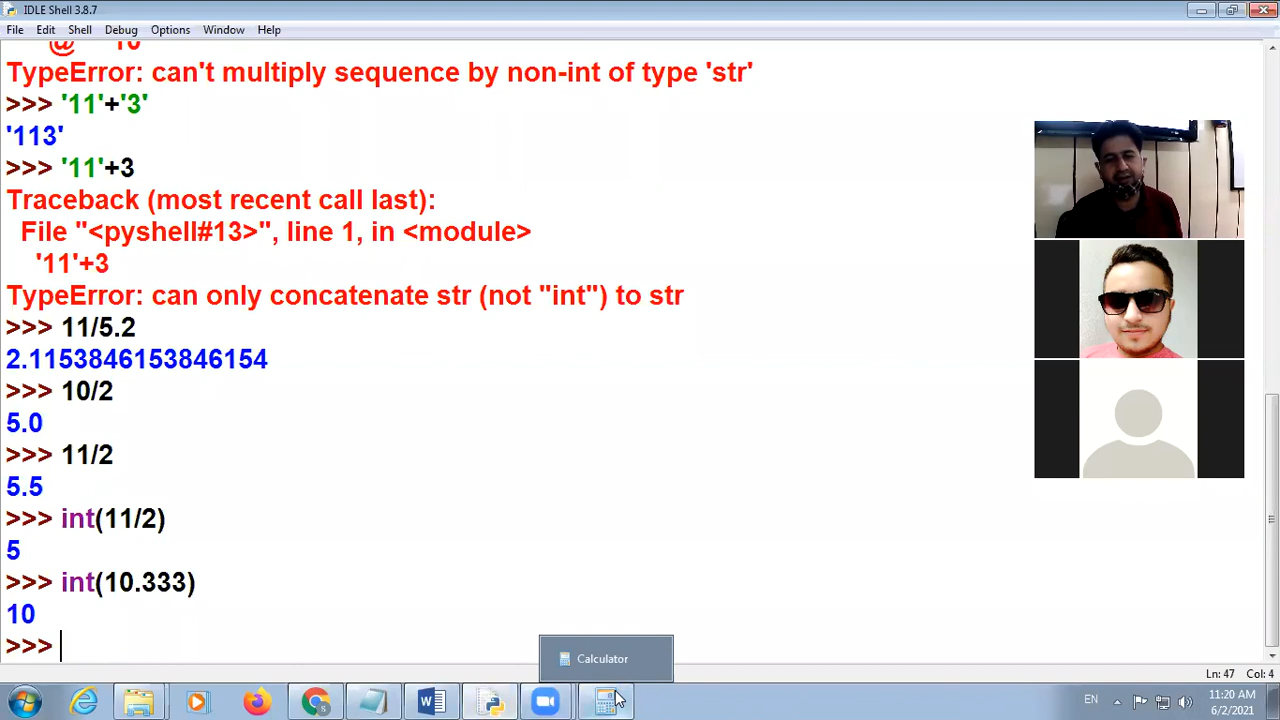 IDLE Shell 3.8.7
File Edit Shell Debug Options Window Help
@ 10
TypeError: can't multiply sequence by non-int of type 'str'
>>> '11'+'3'
'113'
>>> '11'+3
Traceback (most recent call last):
File "<pyshell#13>", line 1, in <module>
'11'+3
TypeError: can only concatenate str (not "int") to str
>>> 11/5.2
2.1153846153846154
>>> 10/2
5.0
>>> 11/2
5.5
>>> int(11/2)
5
>>> int(10.333)
10
>>>
Calculator
Ln: 47 Col: 4
EN
11:20 AM
6/2/2021